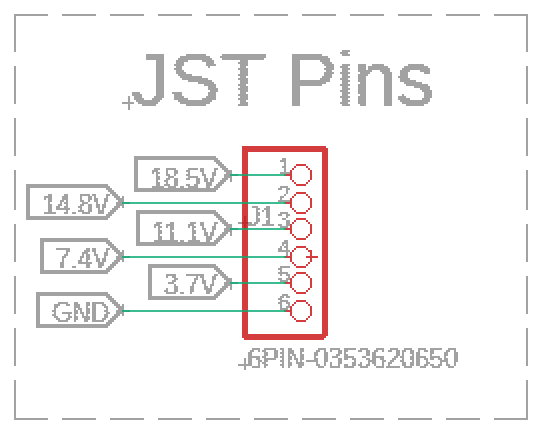 JST Pins
18.5V 1
14.8V 2
J1
11.1V 3
7.4V 4
3.7V 5
GND 6
6PIN-0353620650